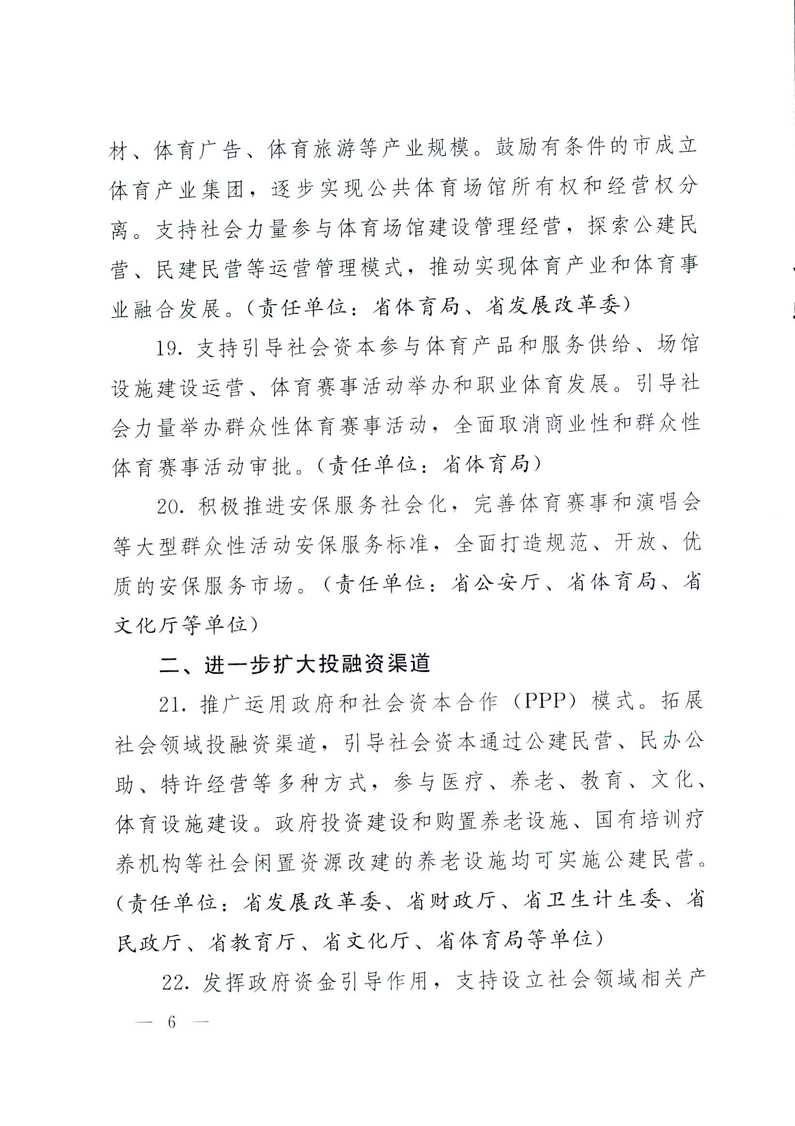 材、体育广告、体育旅游等产业规模。鼓励有条件的市成立
体育产业集团，逐步实现公共体育场馆所有权和经营权分
离。支持社会力量参与体育场馆建设管理经营，探索公建民
营、民建民营等运营管理模式，推动实现体育产业和体育事
业融合发展。（责任单位：省体育局、省发展改革委）
19. 支持引导社会资本参与体育产品和服务供给、场馆
设施建设运营、体育赛事活动举办和职业体育发展。引导社
会力量举办群众性体育赛事活动，全面取消商业性和群众性
体育赛事活动审批。（责任单位：省体育局）
20. 积极推进安保服务社会化，完善体育赛事和演唱会
等大型群众性活动安保服务标准，全面打造规范、开放、优
质的安保服务市场。（责任单位：省公安厅、省体育局、省
文化厅等单位）
二、进一步扩大投融资渠道
21. 推广运用政府和社会资本合作（PPP）模式。拓展
社会领域投融资渠道，引导社会资本通过公建民营、民办公
助、特许经营等多种方式，参与医疗、养老、教育、文化、
体育设施建设。政府投资建设和购置养老设施、国有培训疗
养机构等社会闲置资源改建的养老设施均可实施公建民营。
（责任单位：省发展改革委、省财政厅、省卫生计生委、省
民政厅、省教育厅、省文化厅、省体育局等单位）
22. 发挥政府资金引导作用，支持设立社会领域相关产
— 6 —